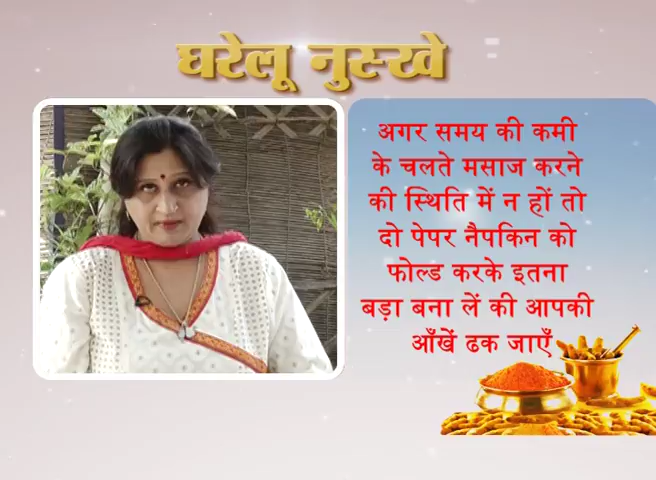 घरेलू नुस्खे
अगर समय की कमी
के चलते मसाज करने
की स्थिति में न हों तो
दो पेपर नैपकिन को
फोल्ड करके इतना
बड़ा बना लें की आपकी
आँखें ढक जाएँ